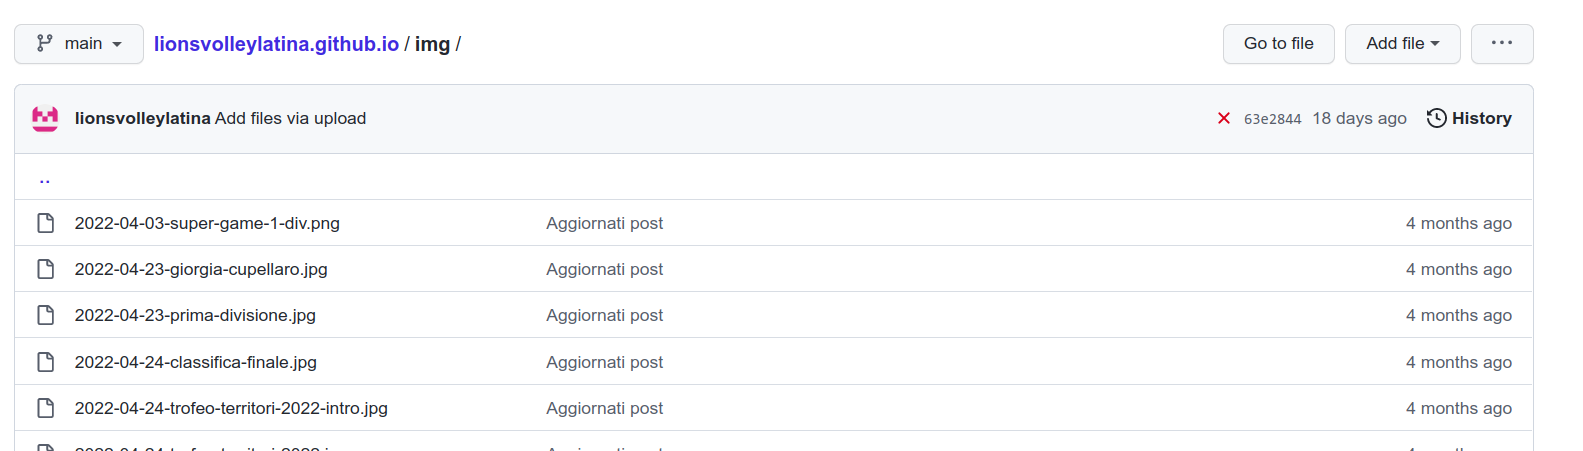 main lionsvolleylatina.github.io / img / Go to file Add file ...
lionsvolleylatina Add files via upload 63e2844 18 days ago History
..
2022-04-03-super-game-1-div.png Aggiornati post 4 months ago
2022-04-23-giorgia-cupellaro.jpg Aggiornati post 4 months ago
2022-04-23-prima-divisione.jpg Aggiornati post 4 months ago
2022-04-24-classifica-finale.jpg Aggiornati post 4 months ago
2022-04-24-trofeo-territori-2022-intro.jpg Aggiornati post 4 months ago